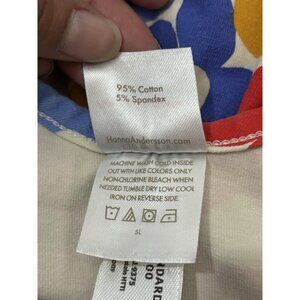 95% Cotton
5% Spandex
HannaAndersson.com
MACHINE WASH COLD INSIDE
OUT WITH LIKE COLORS ONLY
NON-CHLORINE BLEACH WHEN
NEEDED TUMBLE DRY LOW COOL
IRON ON REVERSE SIDE
SL